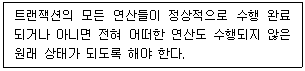 트랜잭션의 모든 연산들이 정상적으로 수행 완료
되거나 아니면 전혀 어떠한 연산도 수행되지 않은
원래 상태가 되도록 해야 한다.